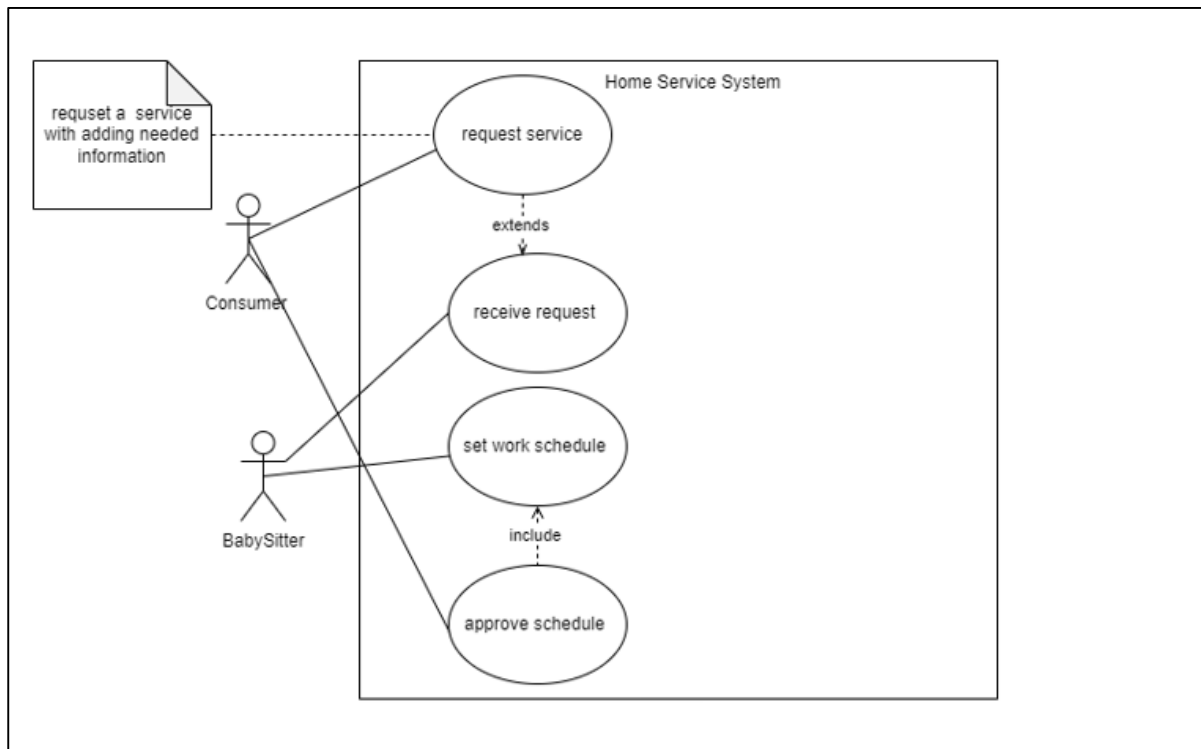 Home Service System
requset a service
with adding needed
information
request service
extends
Consumer
receive request
set work schedule
include
BabySitter
approve schedule